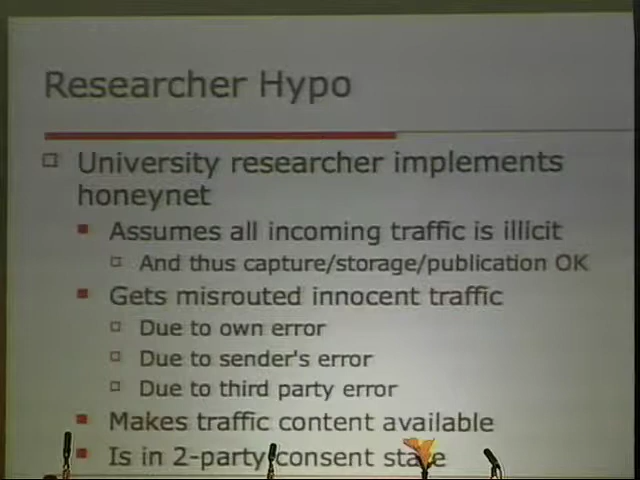 Researcher Hypo
University researcher implements
honeynet
Assumes all incoming traffic is illicit
And thus capture/storage/publication OK
Gets misrouted innocent traffic
Due to own error
Due to sender's error
Due to third party error
Makes traffic content available
Is in 2-party consent state